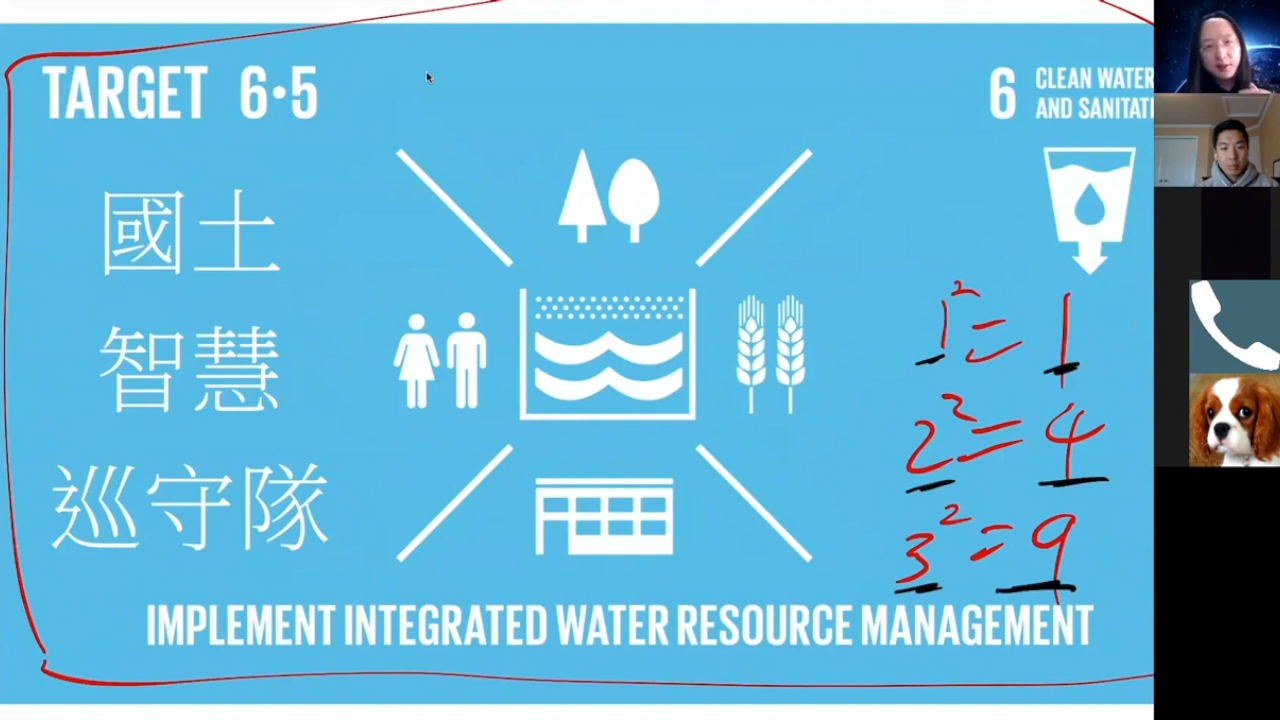 TARGET 6•5
6 CLEAN WATER
AND SANITATI
國土
智慧
巡守隊
1² = 1
2² = 4
3² = 9
IMPLEMENT INTEGRATED WATER RESOURCE MANAGEMENT